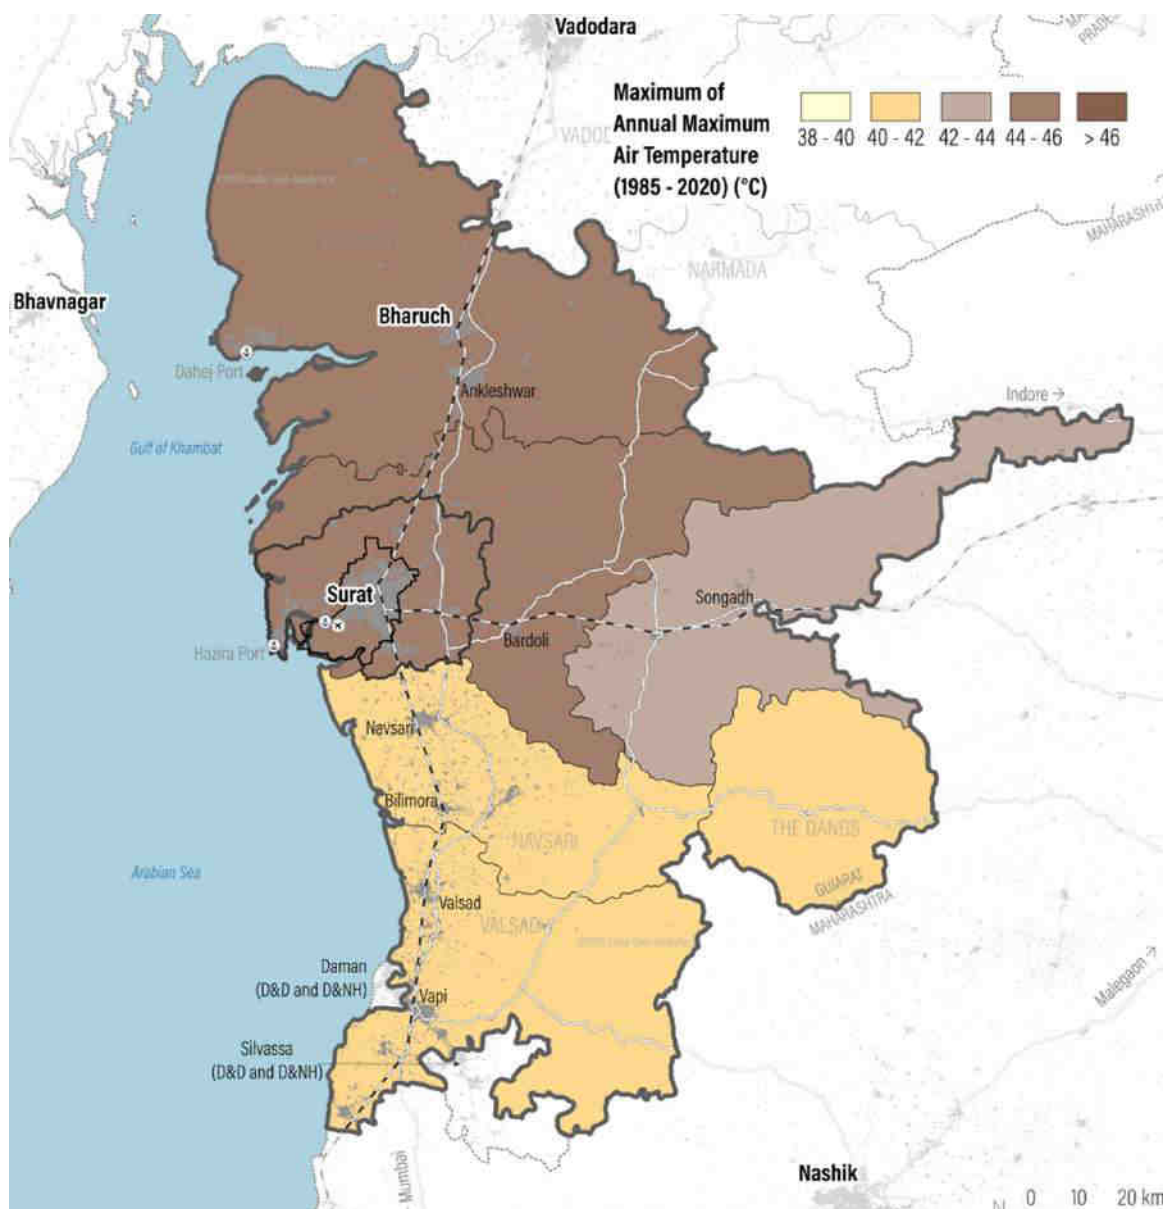 Vadodara
MADHYA
PRADESH
Maximum of
Annual Maximum
Air Temperature
(1985 - 2020) (°C)
38 - 40
40 - 42
42 - 44
44 - 46
> 46
MAHARASHTRA
NARMADA
Bhavnagar
Bharuch
Dahej Port
Ankleshwar
Indore →
Gulf of Khambat
Surat
Songadh
Bardoli
Hazira Port
Navsari
Bilimora
NAVSARI
THE DANGS
GUJARAT
MAHARASHTRA
Arabian Sea
Valsad
VALSAD
Daman
(D&D and D&NH)
Vapi
Malegaon →
Silvassa
(D&D and D&NH)
Mumbai
Nashik
0 10 20 km